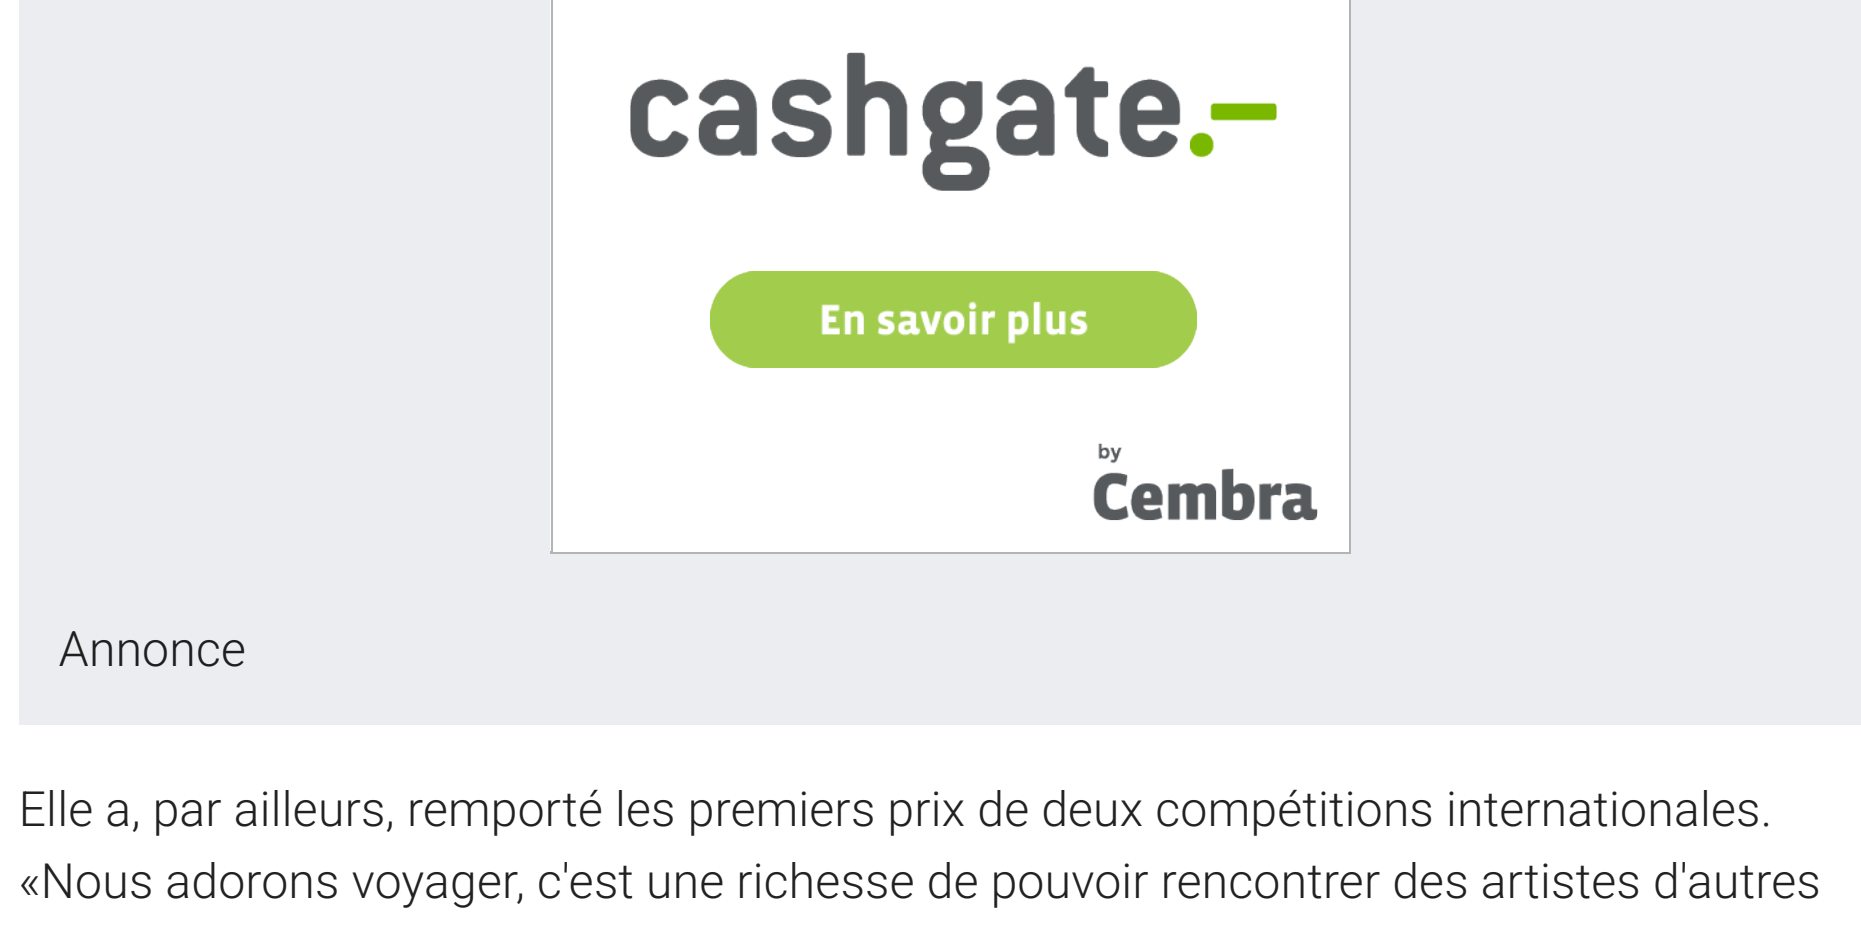 cashgate.–
En savoir plus
by
Cembra
Annonce
Elle a, par ailleurs, remporté les premiers prix de deux compétitions internationales.
«Nous adorons voyager, c'est une richesse de pouvoir rencontrer des artistes d'autres